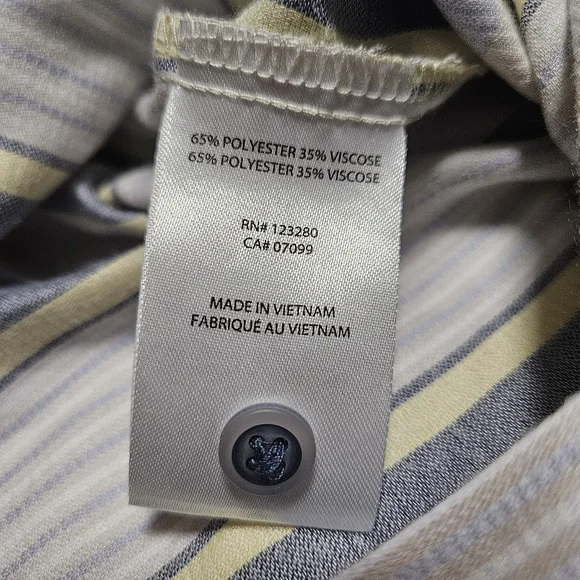 65% POLYESTER 35% VISCOSE
65% POLYESTER 35% VISCOSE
RN# 123280
CA# 07099
MADE IN VIETNAM
FABRIQUÉ AU VIETNAM